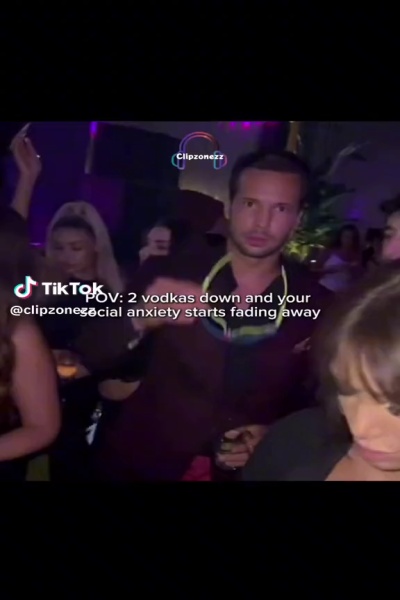 Clipzonezz
TikTok
@clipzonezz
POV: 2 vodkas down and your
social anxiety starts fading away